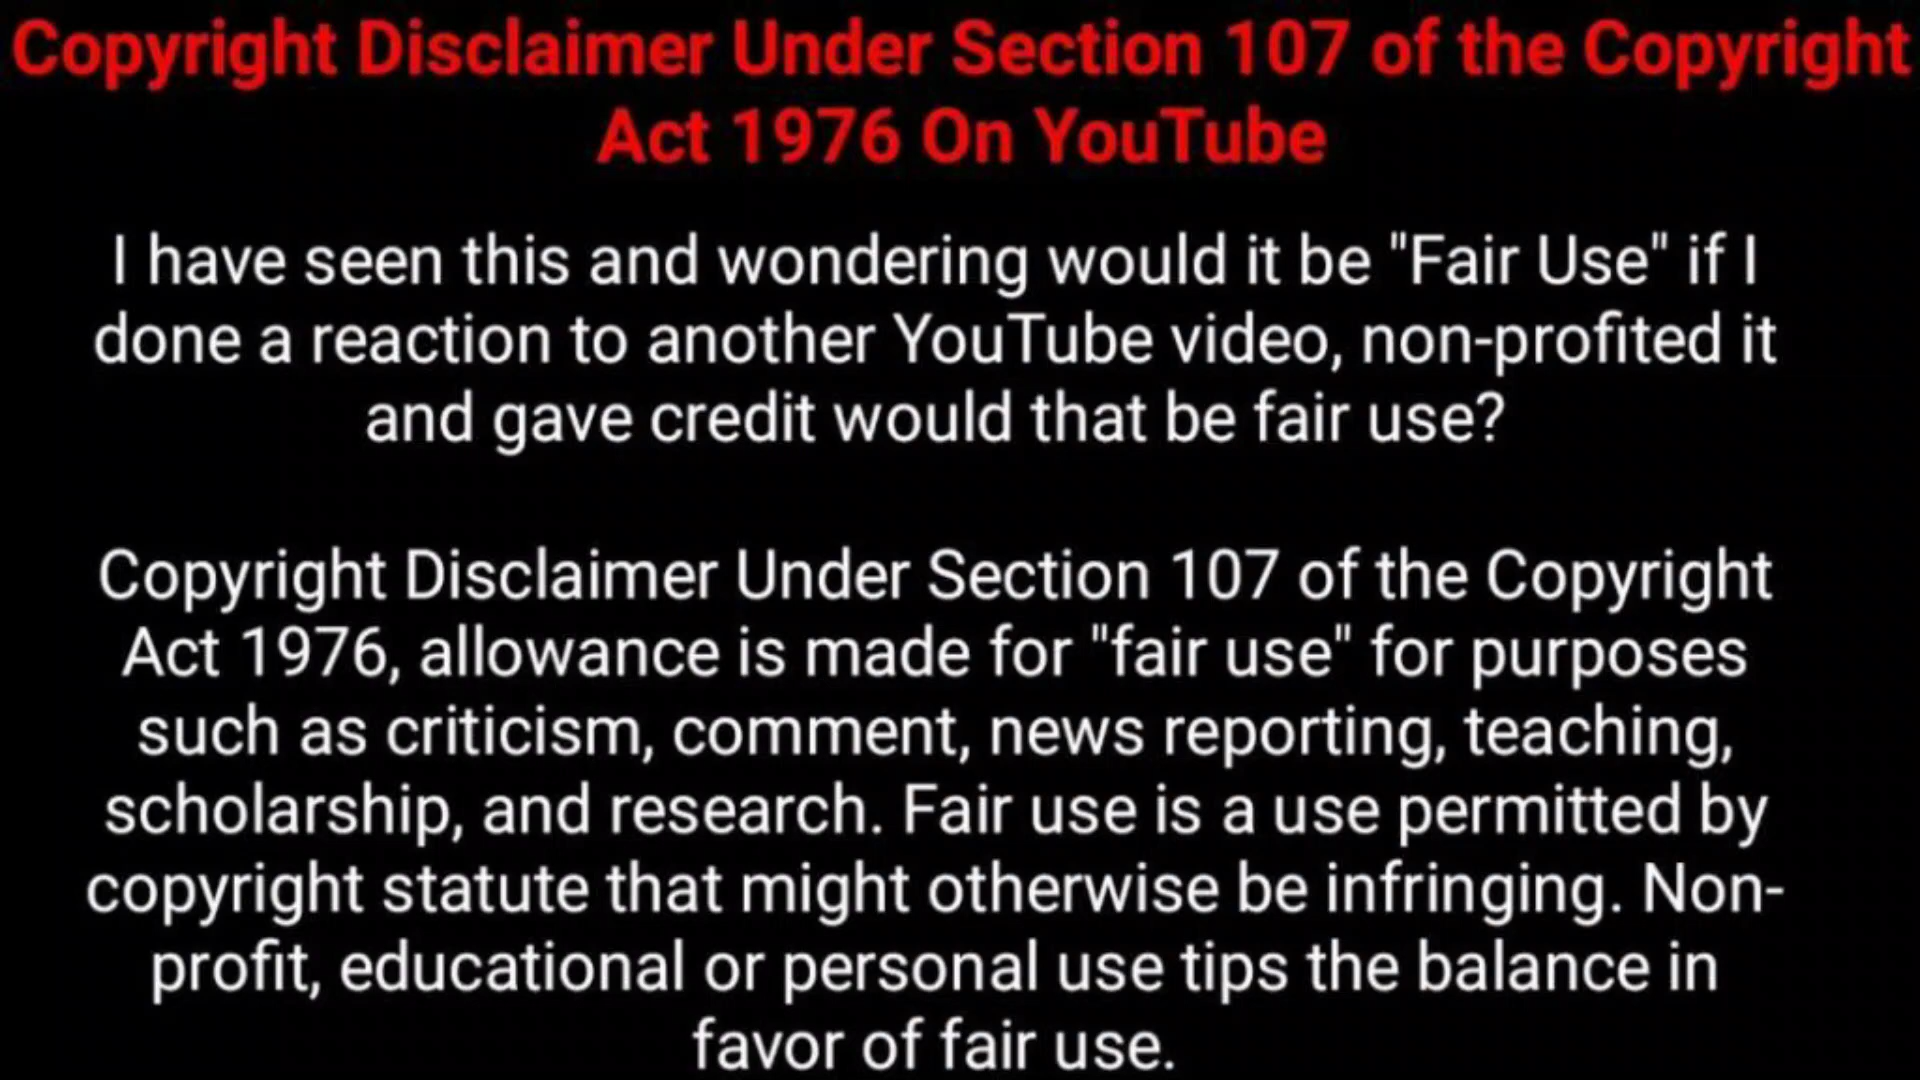 Copyright Disclaimer Under Section 107 of the Copyright
Act 1976 On YouTube
I have seen this and wondering would it be "Fair Use" if I
done a reaction to another YouTube video, non-profited it
and gave credit would that be fair use?
Copyright Disclaimer Under Section 107 of the Copyright
Act 1976, allowance is made for "fair use" for purposes
such as criticism, comment, news reporting, teaching,
scholarship, and research. Fair use is a use permitted by
copyright statute that might otherwise be infringing. Non-
profit, educational or personal use tips the balance in
favor of fair use.